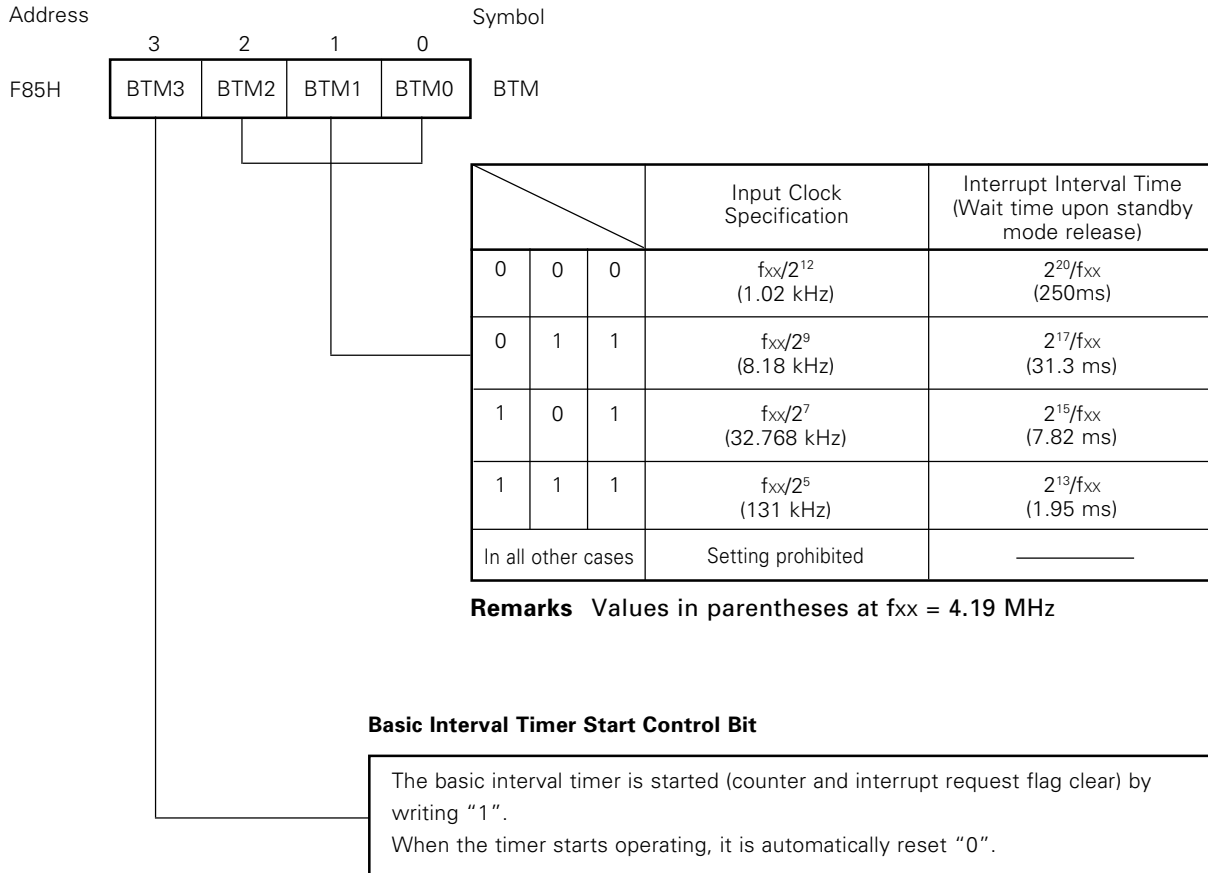 Address Symbol
3 2 1 0
F85H BTM3 BTM2 BTM1 BTM0 BTM
Input Clock
Specification
Interrupt Interval Time
(Wait time upon standby
mode release)
0 0 0 fxx/2¹² 2²⁰/fxx
(1.02 kHz) (250ms)
0 1 1 fxx/2⁹ 2¹⁷/fxx
(8.18 kHz) (31.3 ms)
1 0 1 fxx/2⁷ 2¹⁵/fxx
(32.768 kHz) (7.82 ms)
1 1 1 fxx/2⁵ 2¹³/fxx
(131 kHz) (1.95 ms)
In all other cases Setting prohibited
Remarks Values in parentheses at fxx = 4.19 MHz
Basic Interval Timer Start Control Bit
The basic interval timer is started (counter and interrupt request flag clear) by
writing “1”.
When the timer starts operating, it is automatically reset “0”.